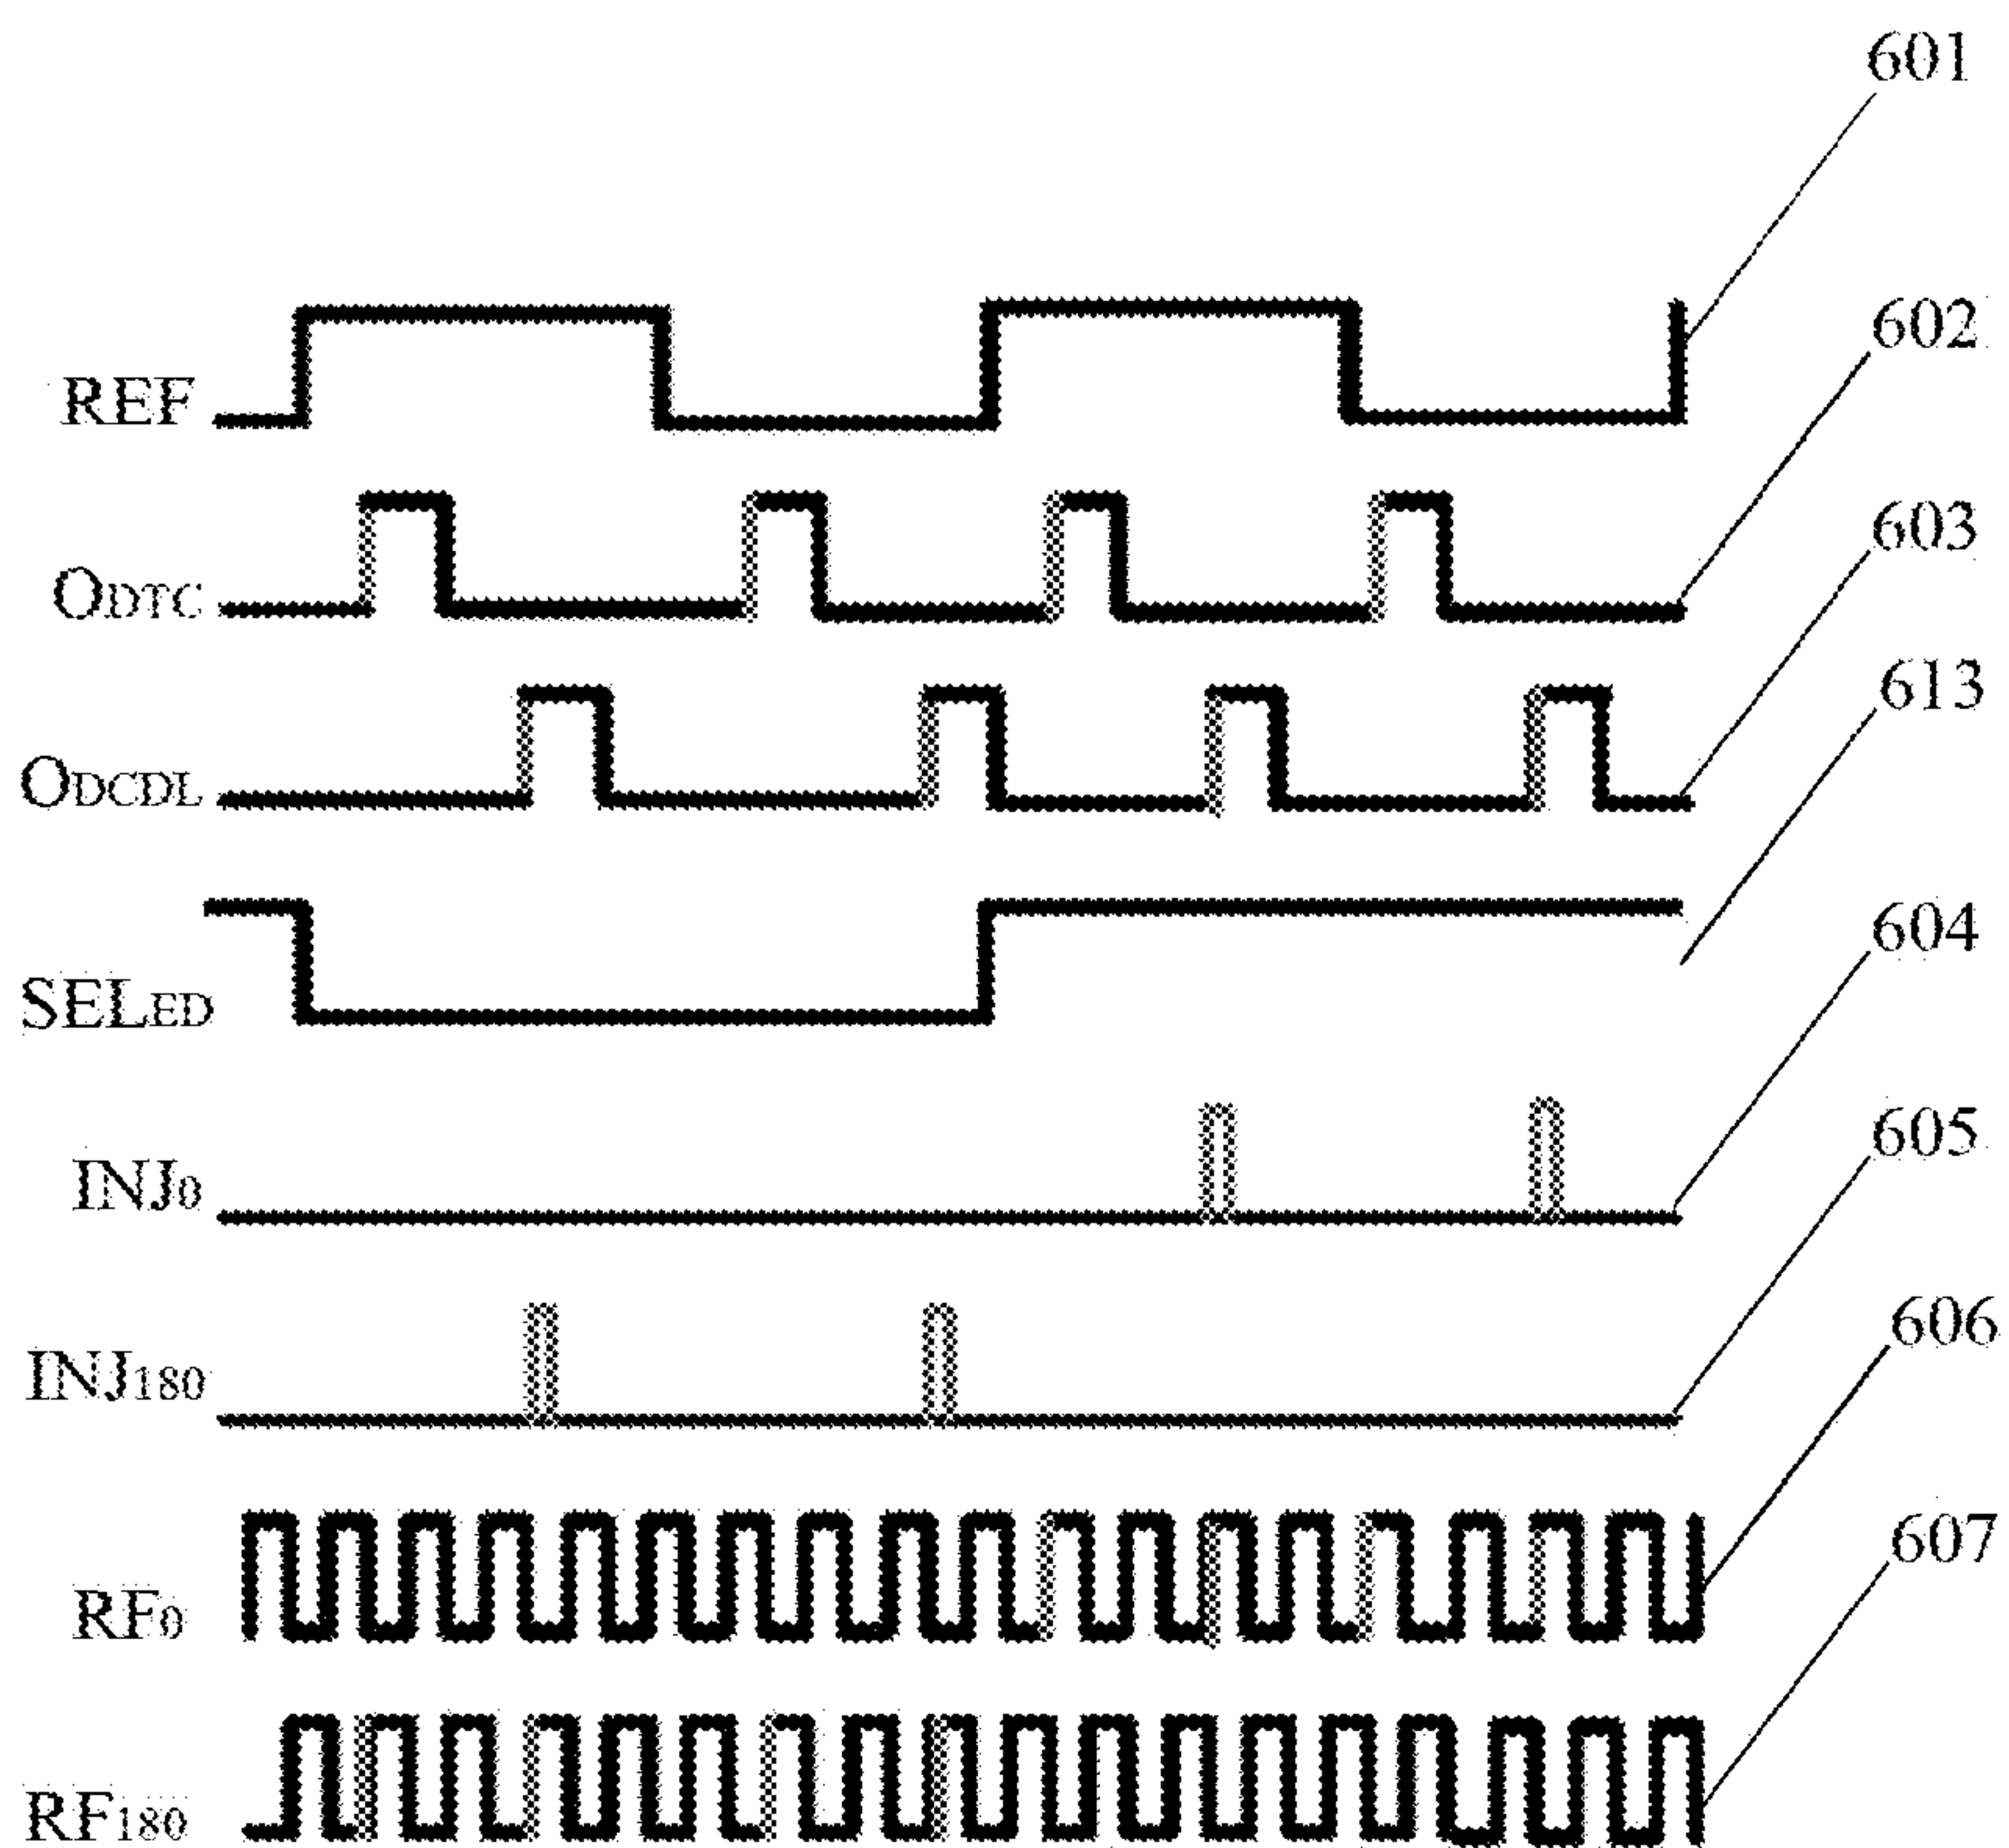 601
602
REF
603
ODTC
613
ODCDL
604
SELED
605
INJ0
606
INJ180
607
RF0
RF180